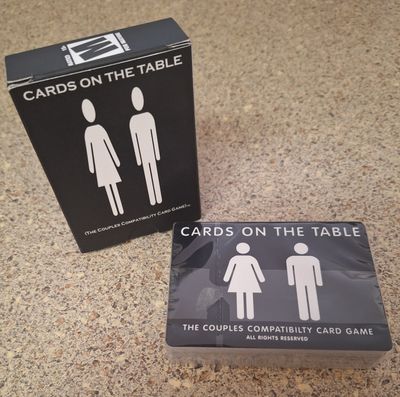 M
CARDS ON THE TABLE
(THE COUPLES COMPATIBILITY CARD GAME)™
CARDS ON THE TABLE
THE COUPLES COMPATIBILTY CARD GAME
ALL RIGHTS RESERVED